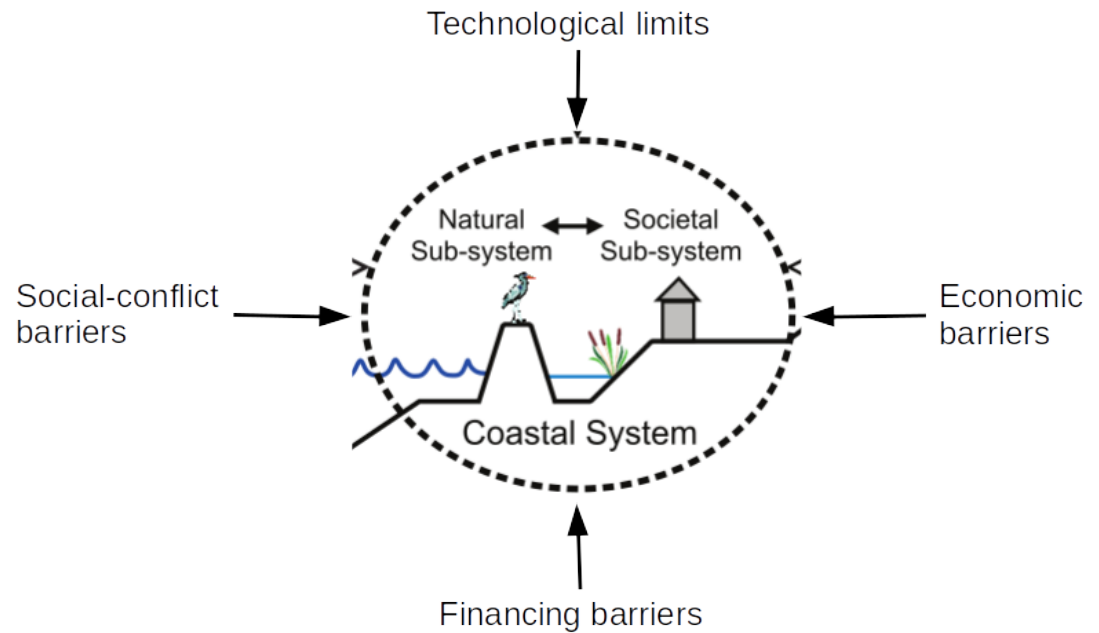 Technological limits
Natural
Sub-system
Societal
Sub-system
Social-conflict
barriers
Economic
barriers
Coastal System
Financing barriers